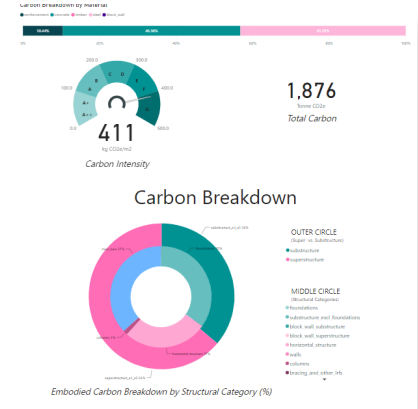 Carbon Breakdown by Material
reinforcement concrete timber steel block_wall
0% 20% 40% 60% 80% 100%
200.0 300.0
100.0 400.0
0.0 500.0
A++ A+ A B C D E F
411
kg CO2e/m2
Carbon Intensity
1,876
Tonne CO2e
Total Carbon
Carbon Breakdown
OUTER CIRCLE
(Super vs. Substructure)
substructure
superstructure
MIDDLE CIRCLE
(Structural Categories)
foundations
substructure_incl_foundations
block_wall_substructure
block_wall_superstructure
horizontal_structure
walls
columns
bracing_and_other_lifts
Embodied Carbon Breakdown by Structural Category (%)